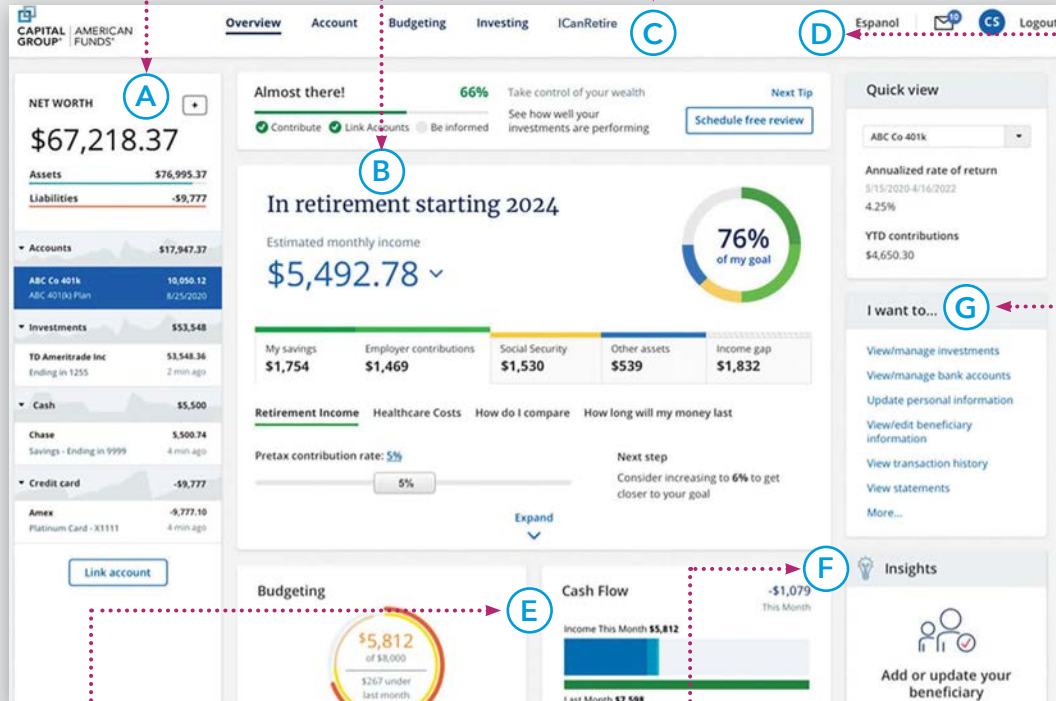 CAPITAL | AMERICAN
GROUP® | FUNDS®
Overview Account Budgeting Investing ICanRetire
C
D
Espanol 10 CS Logout
NET WORTH A +
$67,218.37
Assets $76,995.37
Liabilities -$9,777
Accounts $17,947.37
ABC Co 401k 10,050.12
ABC 401(k) Plan 8/25/2020
Investments $53,548
TD Ameritrade Inc 53,548.36
Ending in 1255 2 min ago
Cash $5,500
Chase 5,500.74
Savings - Ending in 9999 4 min ago
Credit card -$9,777
Amex -9,777.10
Platinum Card - X1111 4 min ago
Link account
Almost there! 66%
Contribute Link Accounts Be informed
Take control of your wealth
See how well your
investments are performing
Next Tip
Schedule free review
B
In retirement starting 2024
Estimated monthly income
$5,492.78
76%
of my goal
My savings Employer contributions Social Security Other assets Income gap
$1,754 $1,469 $1,530 $539 $1,832
Retirement Income Healthcare Costs How do I compare How long will my money last
Pretax contribution rate: 5%
5%
Next step
Consider increasing to 6% to get
closer to your goal
Expand
Budgeting
E
$5,812
of $8,000
$267 under
last month
Cash Flow -$1,079
This Month
Income This Month $5,812
Last Month $7,598
Quick view
ABC Co 401k
Annualized rate of return
5/15/2020-4/16/2022
4.25%
YTD contributions
$4,650.30
I want to... G
View/manage investments
View/manage bank accounts
Update personal information
View/edit beneficiary
information
View transaction history
View statements
More...
F
Insights
Add or update your
beneficiary